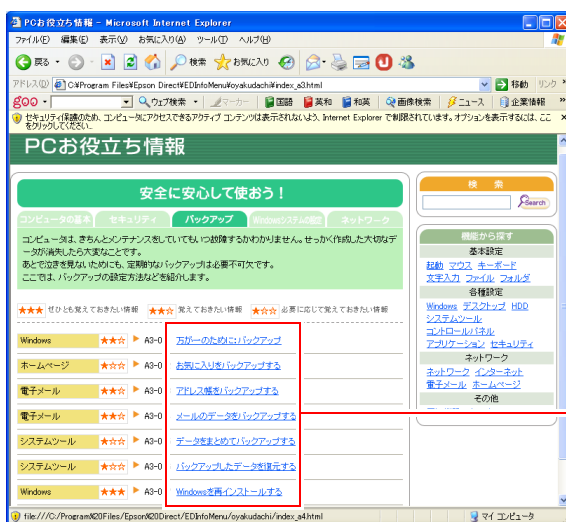 PCお役立ち情報 - Microsoft Internet Explorer
ファイル(F) 編集(E) 表示(V) お気に入り(A) ツール(T) ヘルプ(H)
戻る 検索 お気に入り
アドレス(D) C:¥Program Files¥Epson Direct¥EDInfoMenu¥oyakudachi¥index_a3.html 移動 リンク »
goo ウェブ検索 マーカー 国語 英和 和英 画像検索 ニュース 企業情報 »
セキュリティ保護のため、コンピュータにアクセスできるアクティブ コンテンツは表示されないよう、Internet Explorer で制限されています。オプションを表示するには、ここをクリックしてください... ×
PCお役立ち情報
安全に安心して使おう！
コンピュータの基本 セキュリティ バックアップ Windowsシステムの設定 ネットワーク
コンピュータは、きちんとメンテナンスをしていてもいつ故障するかわかりません。せっかく作成した大切なデ
ータが消失したら大変なことです。
あとで泣きを見ないためにも、定期的なバックアップは必要不可欠です。
ここでは、バックアップの設定方法などを紹介します。
★★★ ぜひとも覚えておきたい情報 ★★☆ 覚えておきたい情報 ★☆☆ 必要に応じて覚えておきたい情報
Windows ★★☆ A3-0 万が一のために:バックアップ
ホームページ ★☆☆ A3-0 お気に入りをバックアップする
電子メール ★★☆ A3-0 アドレス帳をバックアップする
電子メール ★★☆ A3-0 メールのデータをバックアップする
システムツール ★☆☆ A3-0 データをまとめてバックアップする
システムツール ★☆☆ A3-0 バックアップしたデータを復元する
Windows ★★★ A3-0 Windowsを再インストールする
検 索
Search
機能から探す
基本設定
起動 マウス キーボード
文字入力 ファイル フォルダ
各種設定
Windows デスクトップ HDD
システムツール
コントロールパネル
アプリケーション セキュリティ
ネットワーク
ネットワーク インターネット
電子メール ホームページ
その他
file:///C:/Program%20Files/Epson%20Direct/EDInfoMenu/oyakudachi/index_a4.html マイ コンピュータ